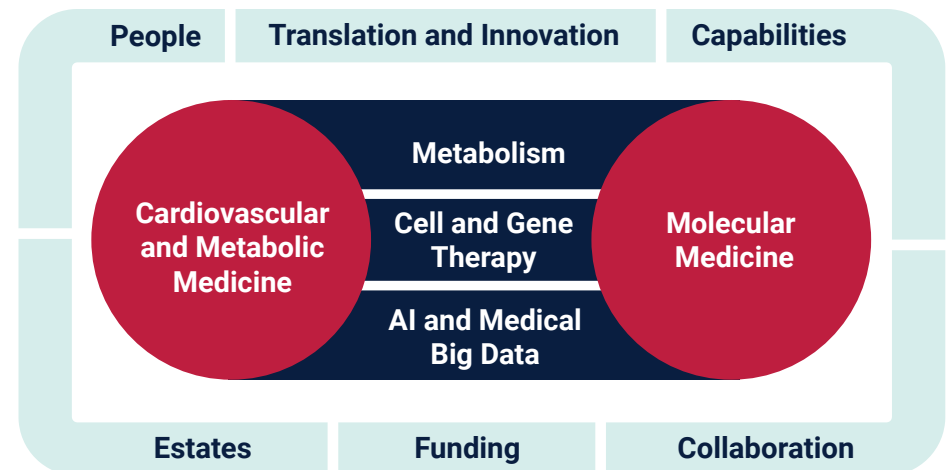 People
Translation and Innovation
Capabilities
Metabolism
Cardiovascular
and Metabolic
Medicine
Cell and Gene
Therapy
Molecular
Medicine
AI and Medical
Big Data
Estates
Funding
Collaboration